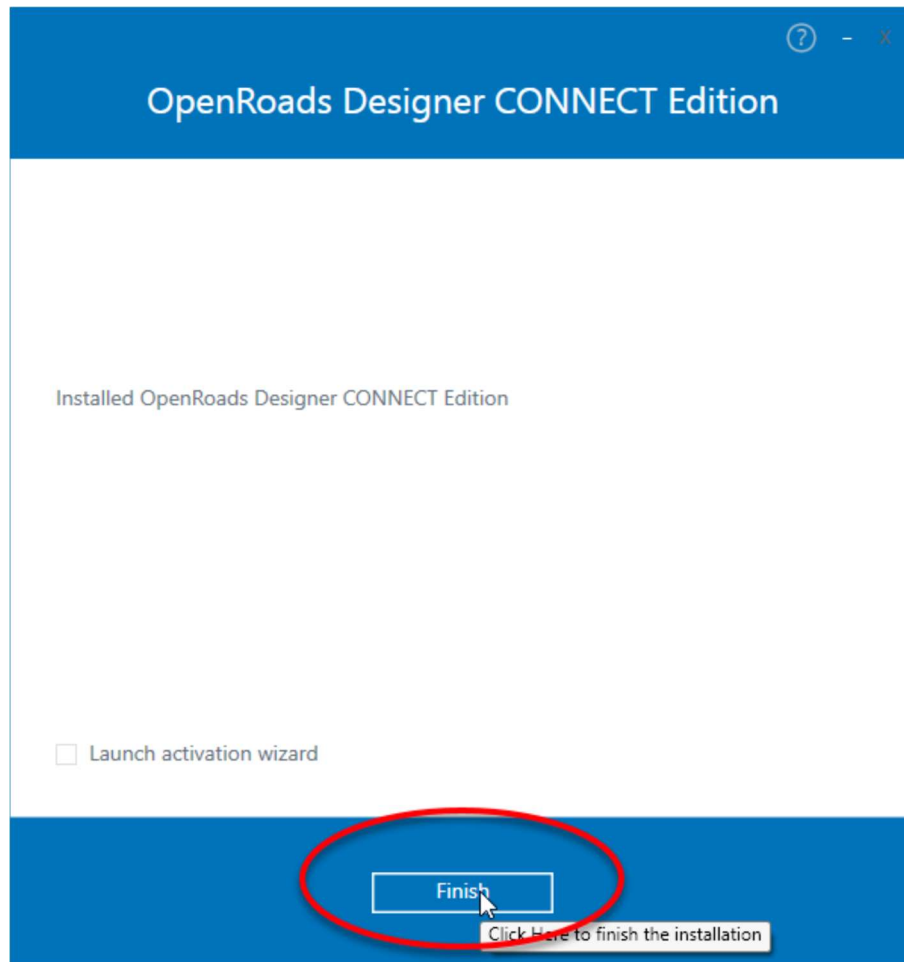 ? – X
OpenRoads Designer CONNECT Edition
Installed OpenRoads Designer CONNECT Edition
Launch activation wizard
Finish
Click Here to finish the installation